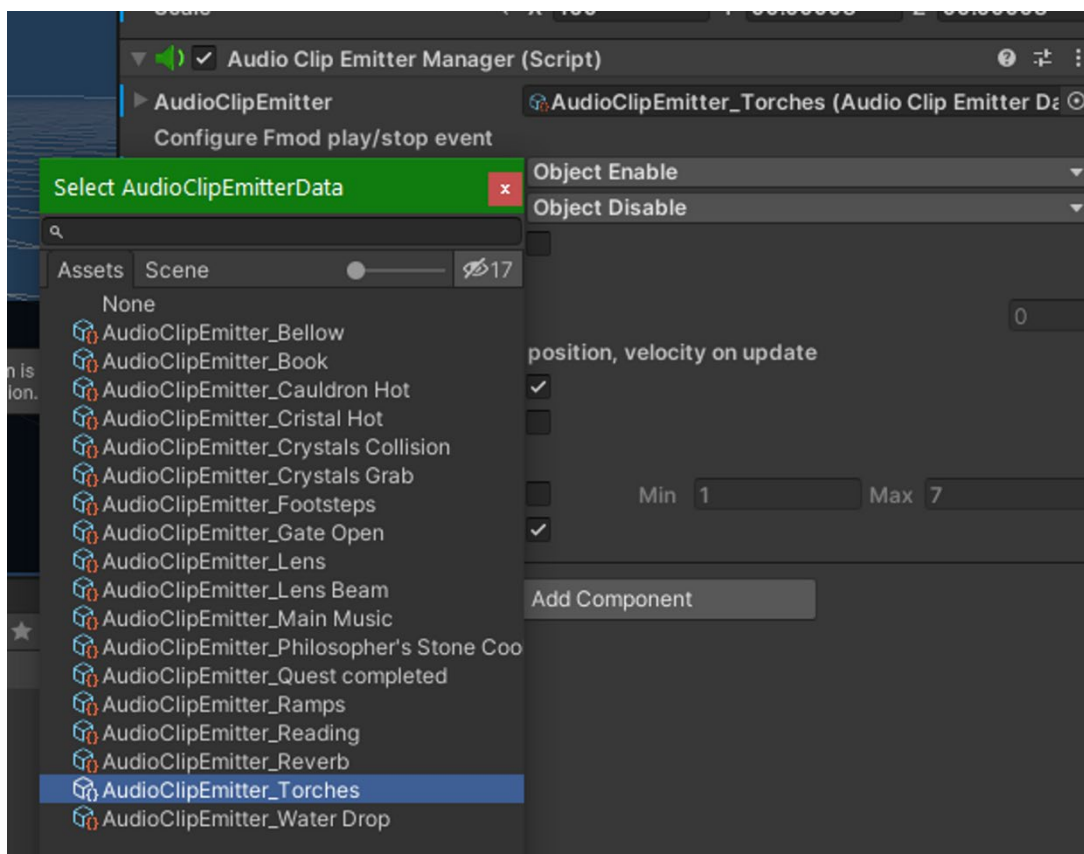 Audio Clip Emitter Manager (Script)
AudioClipEmitter
AudioClipEmitter_Torches (Audio Clip Emitter Da
Configure Fmod play/stop event
Select AudioClipEmitterData
x
Object Enable
Object Disable
Assets Scene 17
None
0
AudioClipEmitter_Bellow
AudioClipEmitter_Book
position, velocity on update
n is
ion.
AudioClipEmitter_Cauldron Hot
AudioClipEmitter_Cristal Hot
AudioClipEmitter_Crystals Collision
AudioClipEmitter_Crystals Grab
Min 1 Max 7
AudioClipEmitter_Footsteps
AudioClipEmitter_Gate Open
AudioClipEmitter_Lens
AudioClipEmitter_Lens Beam
Add Component
AudioClipEmitter_Main Music
AudioClipEmitter_Philosopher's Stone Coo
AudioClipEmitter_Quest completed
AudioClipEmitter_Ramps
AudioClipEmitter_Reading
AudioClipEmitter_Reverb
AudioClipEmitter_Torches
AudioClipEmitter_Water Drop